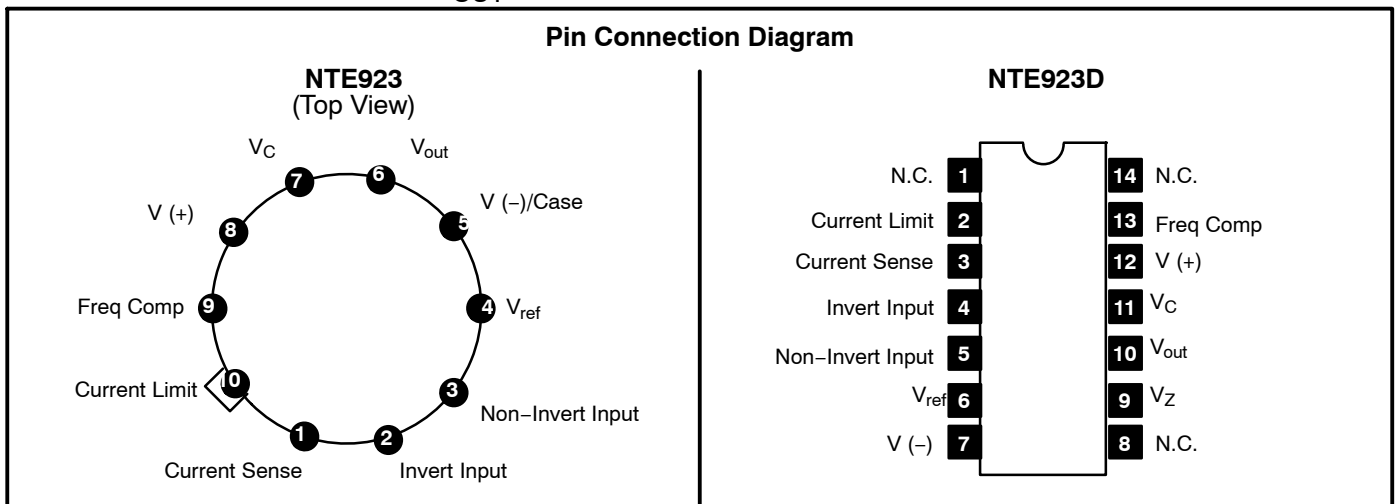 Pin Connection Diagram
NTE923
(Top View)
VC
Vout
7
6
V (+)
V (−)/Case
8
5
Freq Comp
9
4
Vref
Current Limit
10
3
Non−Invert Input
1
2
Current Sense
Invert Input
NTE923D
N.C. 1
14 N.C.
Current Limit 2
13 Freq Comp
Current Sense 3
12 V (+)
Invert Input 4
11 VC
Non−Invert Input 5
10 Vout
Vref 6
9 VZ
V (−) 7
8 N.C.